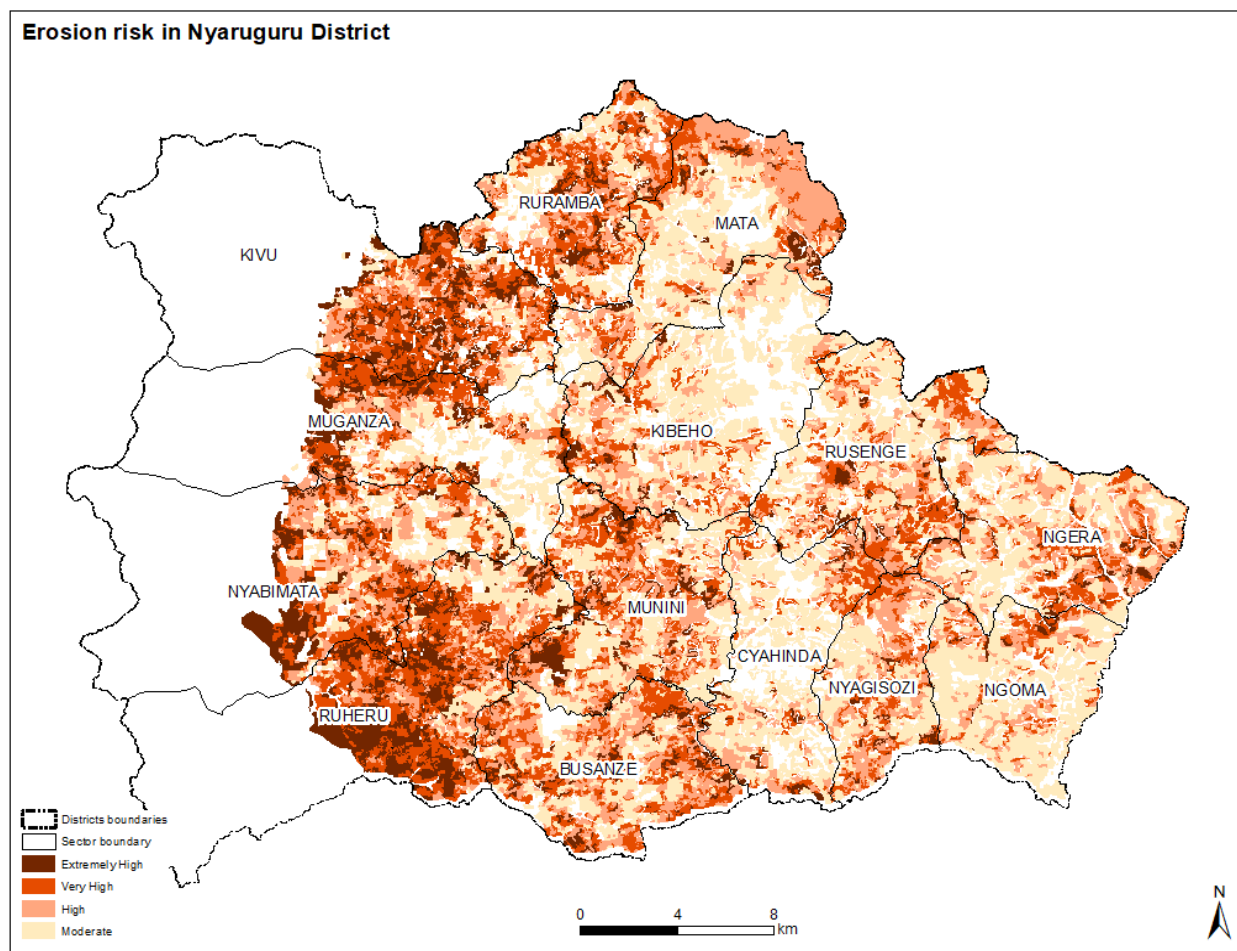 Erosion risk in Nyaruguru District
RURAMBA
MATA
KIVU
MUGANZA
KIBEHO
RUSENGE
NGERA
NYABIMATA
MUNINI
CYAHINDA
NYAGISOZI
NGOMA
RUHERU
BUSANZE
Districts boundaries
Sector boundary
Extremely High
Very High
High
Moderate
0 4 8
km
N